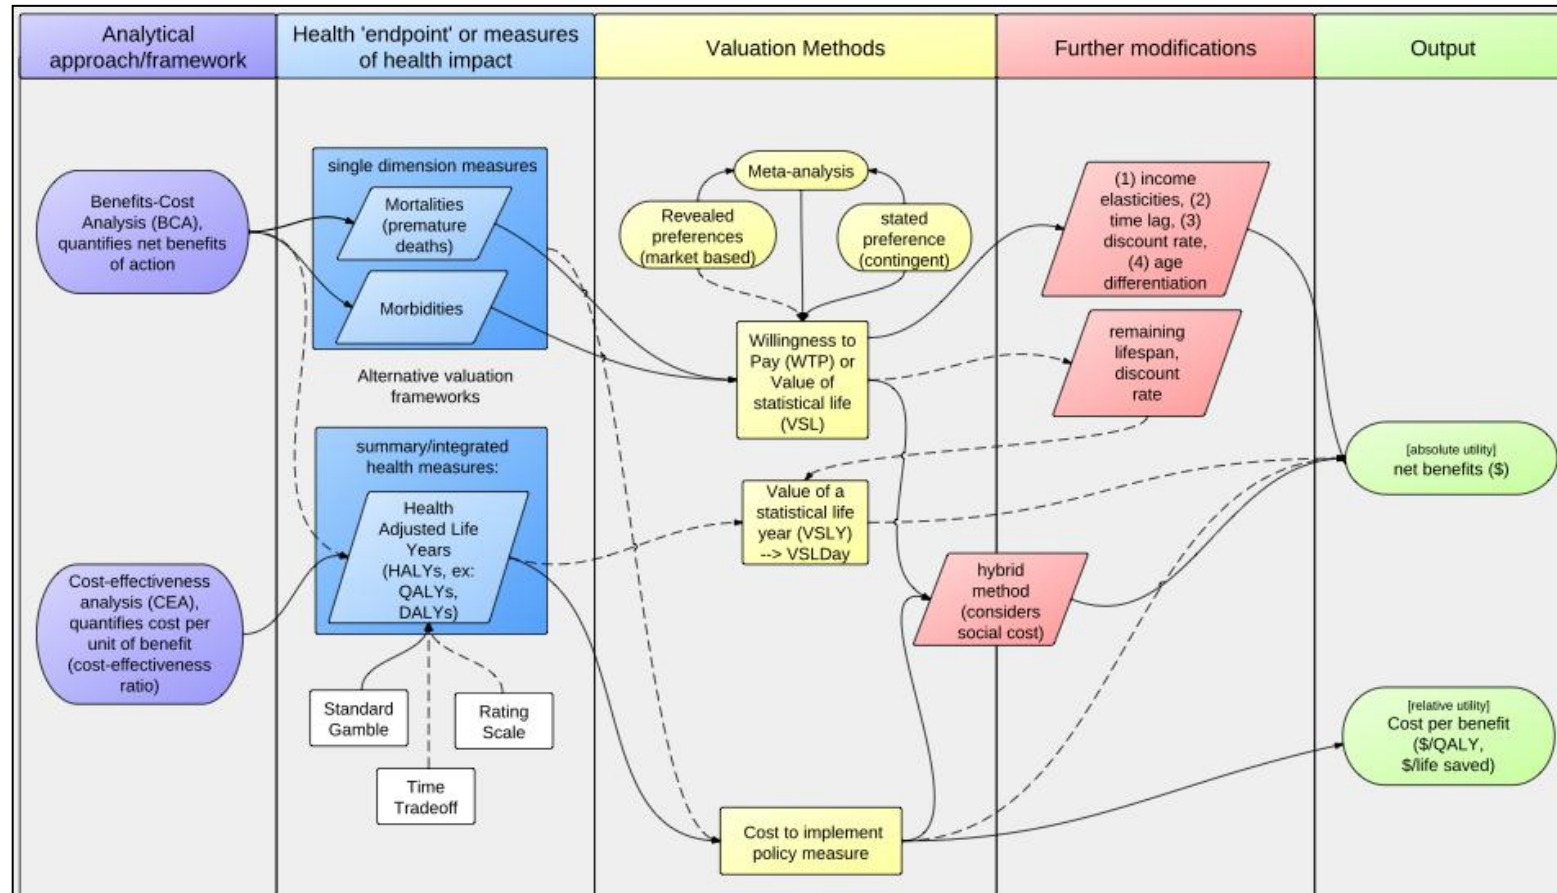 Analytical
approach/framework
Health 'endpoint' or measures
of health impact
Valuation Methods
Further modifications
Output
Benefits-Cost
Analysis (BCA),
quantifies net benefits
of action
Cost-effectiveness
analysis (CEA),
quantifies cost per
unit of benefit
(cost-effectiveness
ratio)
single dimension measures
Mortalities
(premature
deaths)
Morbidities
Alternative valuation
frameworks
summary/integrated
health measures:
Health
Adjusted Life
Years
(HALYs, ex:
QALYs,
DALYs)
Standard
Gamble
Rating
Scale
Time
Tradeoff
Meta-analysis
Revealed
preferences
(market based)
stated
preference
(contingent)
Willingness to
Pay (WTP) or
Value of
statistical life
(VSL)
Value of a
statistical life
year (VSLY)
--> VSLDay
Cost to implement
policy measure
(1) income
elasticities, (2)
time lag, (3)
discount rate,
(4) age
differentiation
remaining
lifespan,
discount
rate
hybrid
method
(considers
social cost)
[absolute utility]
net benefits ($)
[relative utility]
Cost per benefit
($/QALY,
$/life saved)